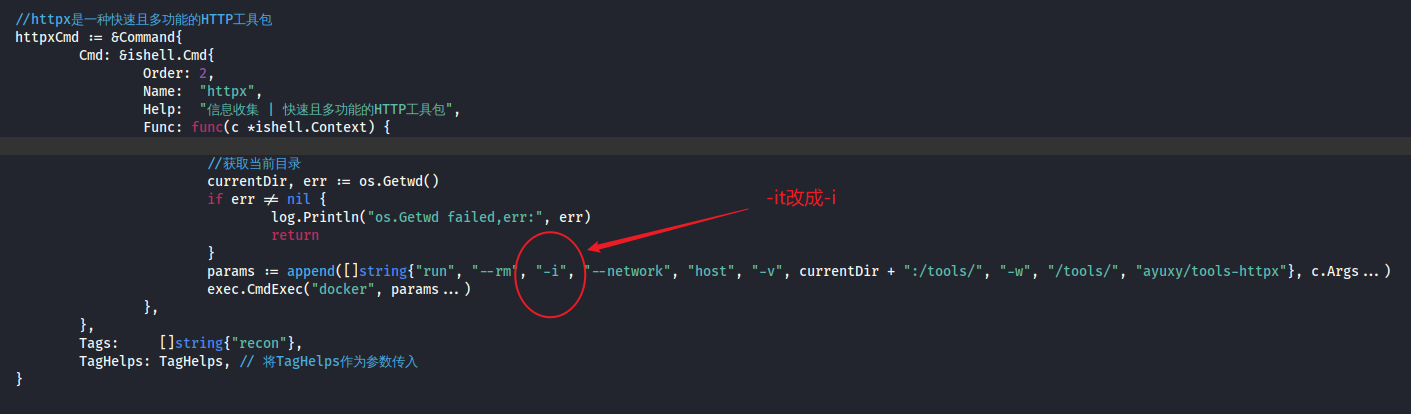 //httpx是一种快速且多功能的HTTP工具包
httpxCmd := &Command{
Cmd: &ishell.Cmd{
Order: 2,
Name: "httpx",
Help: "信息收集 | 快速且多功能的HTTP工具包",
Func: func(c *ishell.Context) {
//获取当前目录
currentDir, err := os.Getwd()
if err != nil {
log.Println("os.Getwd failed,err:", err)
return
}
-it改成-i
params := append([]string{"run", "--rm", "-i", "--network", "host", "-v", currentDir + ":/tools/", "-w", "/tools/", "ayuxy/tools-httpx"}, c.Args...)
exec.CmdExec("docker", params...)
},
},
Tags: []string{"recon"},
TagHelps: TagHelps, // 将TagHelps作为参数传入
}